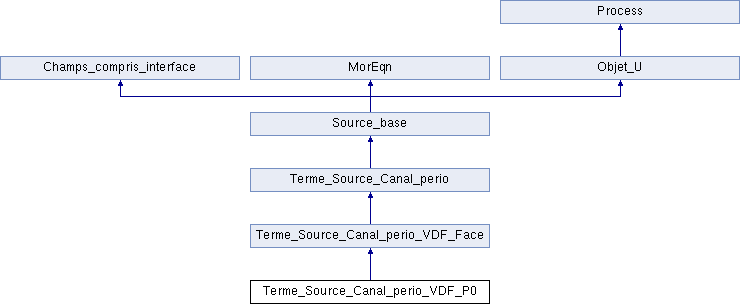 Process
Champs_compris_interface
MorEqn
Objet_U
Source_base
Terme_Source_Canal_perio
Terme_Source_Canal_perio_VDF_Face
Terme_Source_Canal_perio_VDF_P0